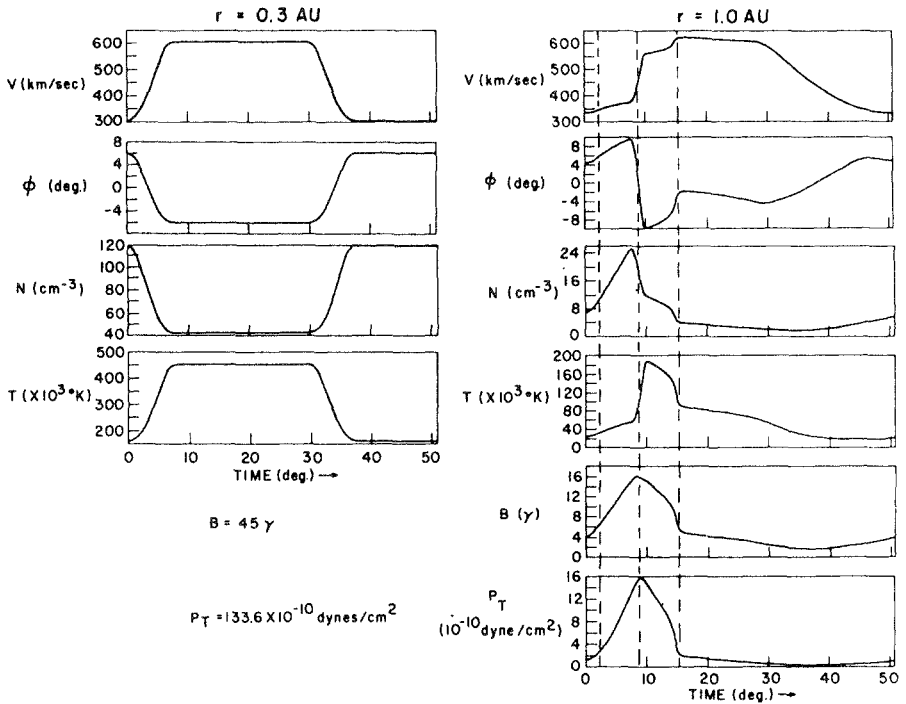 r = 0.3 AU
V (km/sec)
600
500
400
300
ϕ (deg.)
8
4
0
-4
N (cm⁻³)
120
100
80
60
40
T (X10³ °K)
500
400
300
200
0 10 20 30 40 50
TIME (deg.) →
B = 45 γ
P_T = 133.6 X 10⁻¹⁰ dynes/cm²
r = 1.0 AU
V (km/sec)
600
500
400
300
ϕ (deg.)
8
4
0
-4
-8
N (cm⁻³)
24
16
8
0
T (X10³ °K)
200
160
120
80
40
0
B (γ)
16
12
8
4
0
P_T
(10⁻¹⁰ dyne/cm²)
16
12
8
4
0
0 10 20 30 40 50
TIME (deg.) →